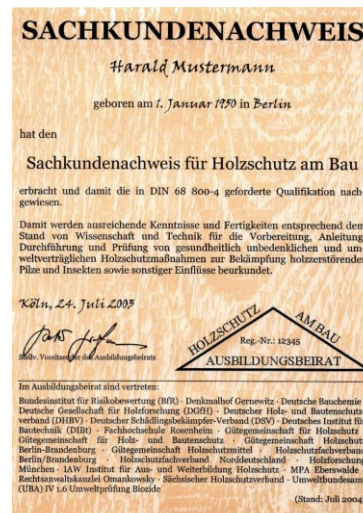 SACHKUNDENACHWEIS
Harald Mustermann
geboren am 1. Januar 1950 in Berlin
hat den
Sachkundenachweis für Holzschutz am Bau
erbracht und damit die in DIN 68 800-4 geforderte Qualifikation nach-
gewiesen.
Damit werden ausreichende Kenntnisse und Fertigkeiten entsprechend dem
Stand von Wissenschaft und Technik für die Vorbereitung, Anleitung,
Durchführung und Prüfung von gesundheitlich unbedenklichen und um-
weltverträglichen Holzschutzmaßnahmen zur Bekämpfung holzzerstörender
Pilze und Insekten sowie sonstiger Einflüsse beurkundet.
Köln, 24. Juli 2003
Stellv. Vorsitzender des Ausbildungsbeirats
HOLZSCHUTZ AM BAU
Reg.-Nr.: 12345
AUSBILDUNGSBEIRAT
Im Ausbildungsbeirat sind vertreten:
Bundesinstitut für Risikobewertung (BfR) · Denkmalhof Gernewitz · Deutsche Bauchemie
Deutsche Gesellschaft für Holzforschung (DGfH) · Deutscher Holz- und Bautenschutz-
verband (DHBV) · Deutscher Schädlingsbekämpfer-Verband (DSV) · Deutsches Institut für
Bautechnik (DIBt) · Fachhochschule Rosenheim · Gütegemeinschaft für Holzschutz
Gütegemeinschaft für Holz- und Bautenschutz · Gütegemeinschaft Holzschutz
Berlin-Brandenburg · Gütegemeinschaft Holzschutzmittel · Holzschutzfachverband
Berlin/Brandenburg · Holzschutzfachverband Norddeutschland · Holzforschung
München · IAW Institut für Aus- und Weiterbildung Holzschutz · MPA Eberswalde
Rechtsanwaltskanzlei Omankowsky · Sächsischer Holzschutzverband · Umweltbundesamt
(UBA) IV 1.6 Umweltprüfung Biozide
(Stand: Juli 2004)